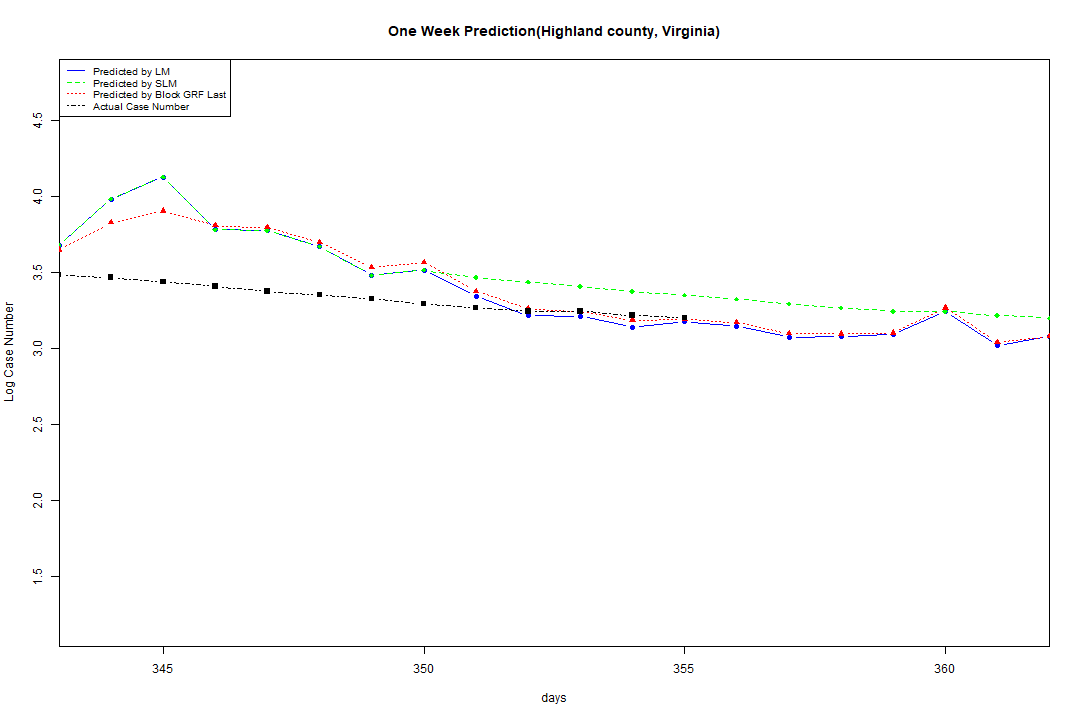 One Week Prediction(Highland county, Virginia)
Predicted by LM
Predicted by SLM
Predicted by Block GRF Last
Actual Case Number
4.5
4.0
3.5
3.0
2.5
2.0
1.5
Log Case Number
345 350 355 360
days